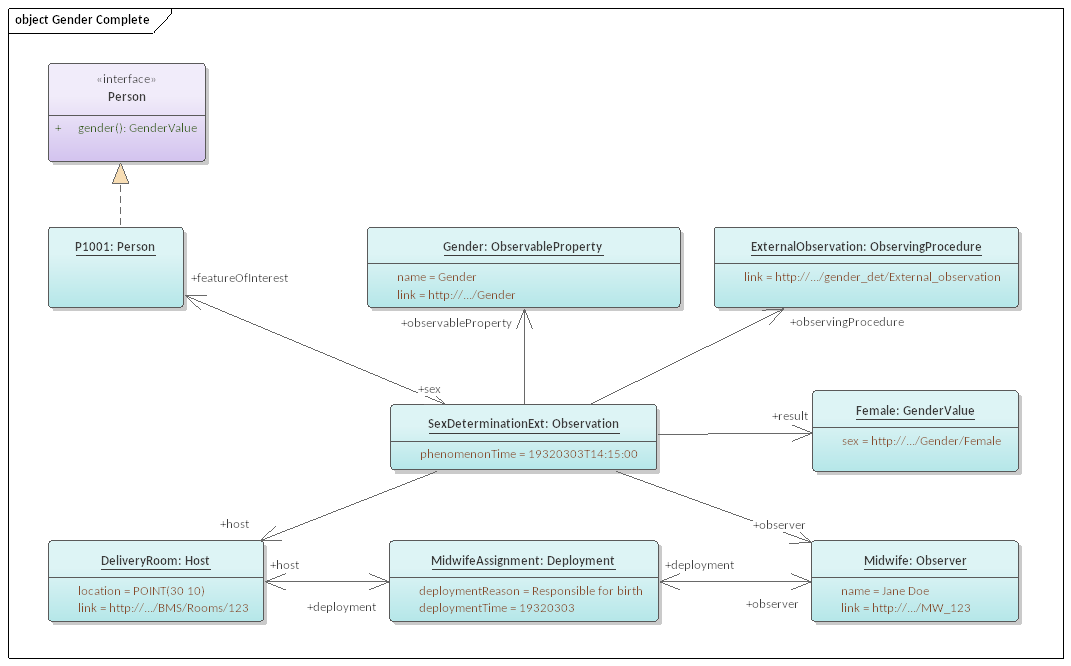 object Gender Complete
«interface»
Person
+ gender(): GenderValue
P1001: Person
Gender: ObservableProperty
name = Gender
link = http://.../Gender
ExternalObservation: ObservingProcedure
link = http://.../gender_det/External_observation
+featureOfInterest
+observableProperty
+observingProcedure
+sex
SexDeterminationExt: Observation
phenomenonTime = 19320303T14:15:00
+result
Female: GenderValue
sex = http://.../Gender/Female
+host
+observer
DeliveryRoom: Host
location = POINT(30 10)
link = http://.../BMS/Rooms/123
+host
+deployment
MidwifeAssignment: Deployment
deploymentReason = Responsible for birth
deploymentTime = 19320303
+deployment
+observer
Midwife: Observer
name = Jane Doe
link = http://.../MW_123